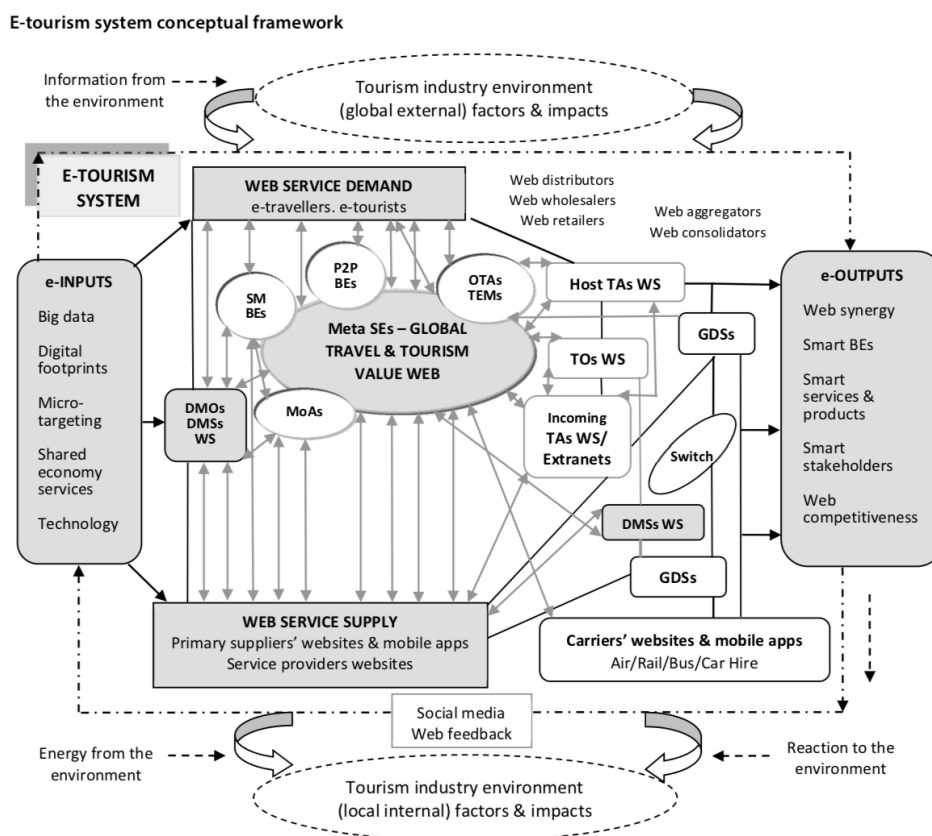 E-tourism system conceptual framework
Information from
the environment
Tourism industry environment
(global external) factors & impacts
E-TOURISM
SYSTEM
WEB SERVICE DEMAND
e-travellers. e-tourists
Web distributors
Web wholesalers
Web retailers
Web aggregators
Web consolidators
e-INPUTS
Big data
Digital
footprints
Micro-
targeting
Shared
economy
services
Technology
SM
BEs
P2P
BEs
OTAs
TEMs
Host TAs WS
GDSs
Meta SEs – GLOBAL
TRAVEL & TOURISM
VALUE WEB
TOs WS
DMOs
DMSs
WS
MoAs
Incoming
TAs WS/
Extranets
Switch
DMSs WS
GDSs
e-OUTPUTS
Web synergy
Smart BEs
Smart
services &
products
Smart
stakeholders
Web
competitiveness
WEB SERVICE SUPPLY
Primary suppliers’ websites & mobile apps
Service providers websites
Carriers’ websites & mobile apps
Air/Rail/Bus/Car Hire
Social media
Web feedback
Energy from the
environment
Reaction to the
environment
Tourism industry environment
(local internal) factors & impacts